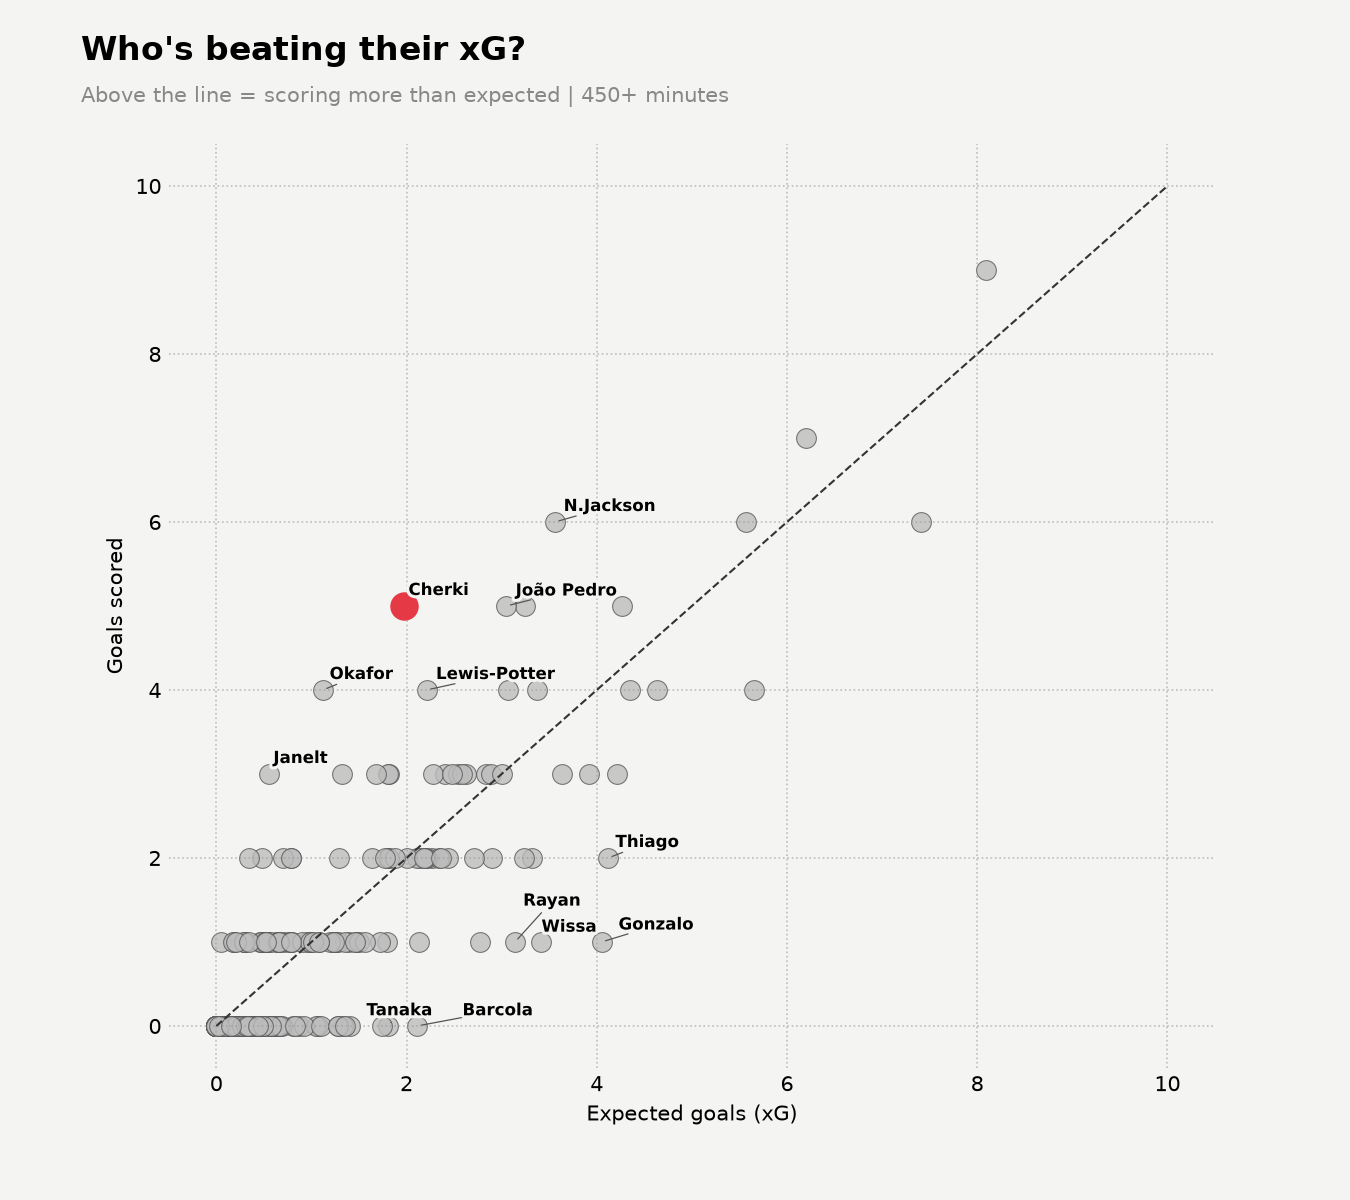 Who's beating their xG?
Above the line = scoring more than expected | 450+ minutes
10
8
N.Jackson
6
Cherki
João Pedro
Okafor
Lewis-Potter
4
Janelt
Thiago
2
Rayan
Wissa
Gonzalo
Tanaka
Barcola
0
Goals scored
0 2 4 6 8 10
Expected goals (xG)